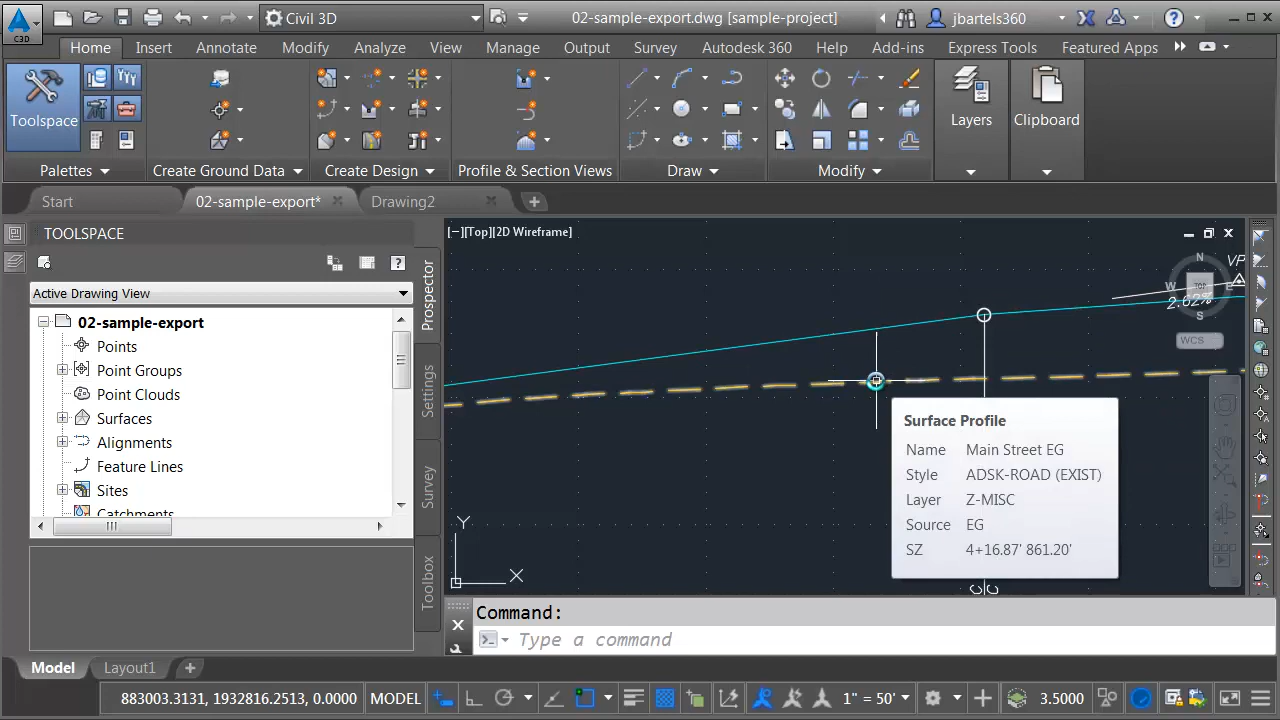 C3D
Civil 3D
02-sample-export.dwg [sample-project]
jbartels360
Home
Insert
Annotate
Modify
Analyze
View
Manage
Output
Survey
Autodesk 360
Help
Add-ins
Express Tools
Featured Apps
Toolspace
Layers
Clipboard
Palettes
Create Ground Data
Create Design
Profile & Section Views
Draw
Modify
Start
02-sample-export*
Drawing2
TOOLSPACE
Active Drawing View
02-sample-export
Points
Point Groups
Point Clouds
Surfaces
Alignments
Feature Lines
Sites
Catchments
Prospector
Settings
Survey
Toolbox
[−][Top][2D Wireframe]
N
W
TOP
E
S
WCS
VP
2.62%
Surface Profile
Name Main Street EG
Style ADSK-ROAD (EXIST)
Layer Z-MISC
Source EG
SZ 4+16.87' 861.20'
Y
X
Command:
Type a command
Model
Layout1
883003.3131, 1932816.2513, 0.0000
MODEL
1" = 50'
3.5000